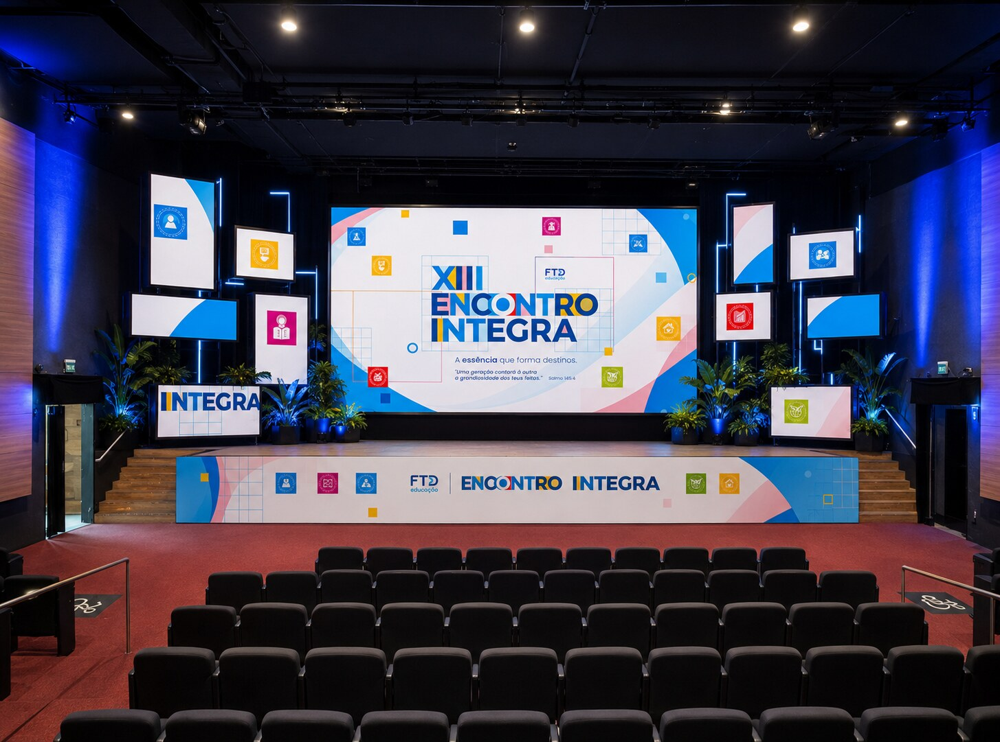 XIII
ENCONTRO
INTEGRA
FTD
educação
A essência que forma destinos.
"Uma geração contará à outra
a grandiosidade dos teus feitos." Salmo 145:4
INTEGRA
FTD
educação
ENCONTRO INTEGRA